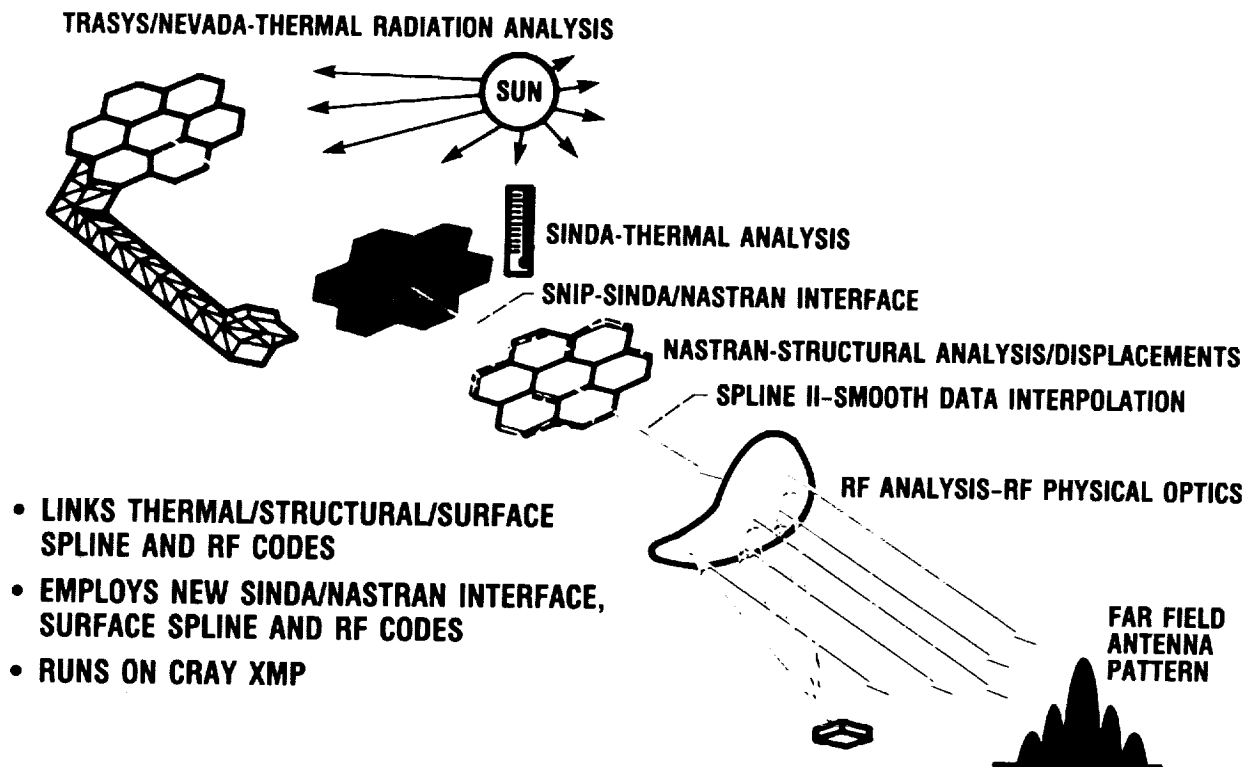 TRASYS/NEVADA-THERMAL RADIATION ANALYSIS
SUN
SINDA-THERMAL ANALYSIS
SNIP-SINDA/NASTRAN INTERFACE
NASTRAN-STRUCTURAL ANALYSIS/DISPLACEMENTS
SPLINE II-SMOOTH DATA INTERPOLATION
RF ANALYSIS-RF PHYSICAL OPTICS
• LINKS THERMAL/STRUCTURAL/SURFACE
SPLINE AND RF CODES
• EMPLOYS NEW SINDA/NASTRAN INTERFACE,
SURFACE SPLINE AND RF CODES
• RUNS ON CRAY XMP
FAR FIELD
ANTENNA
PATTERN